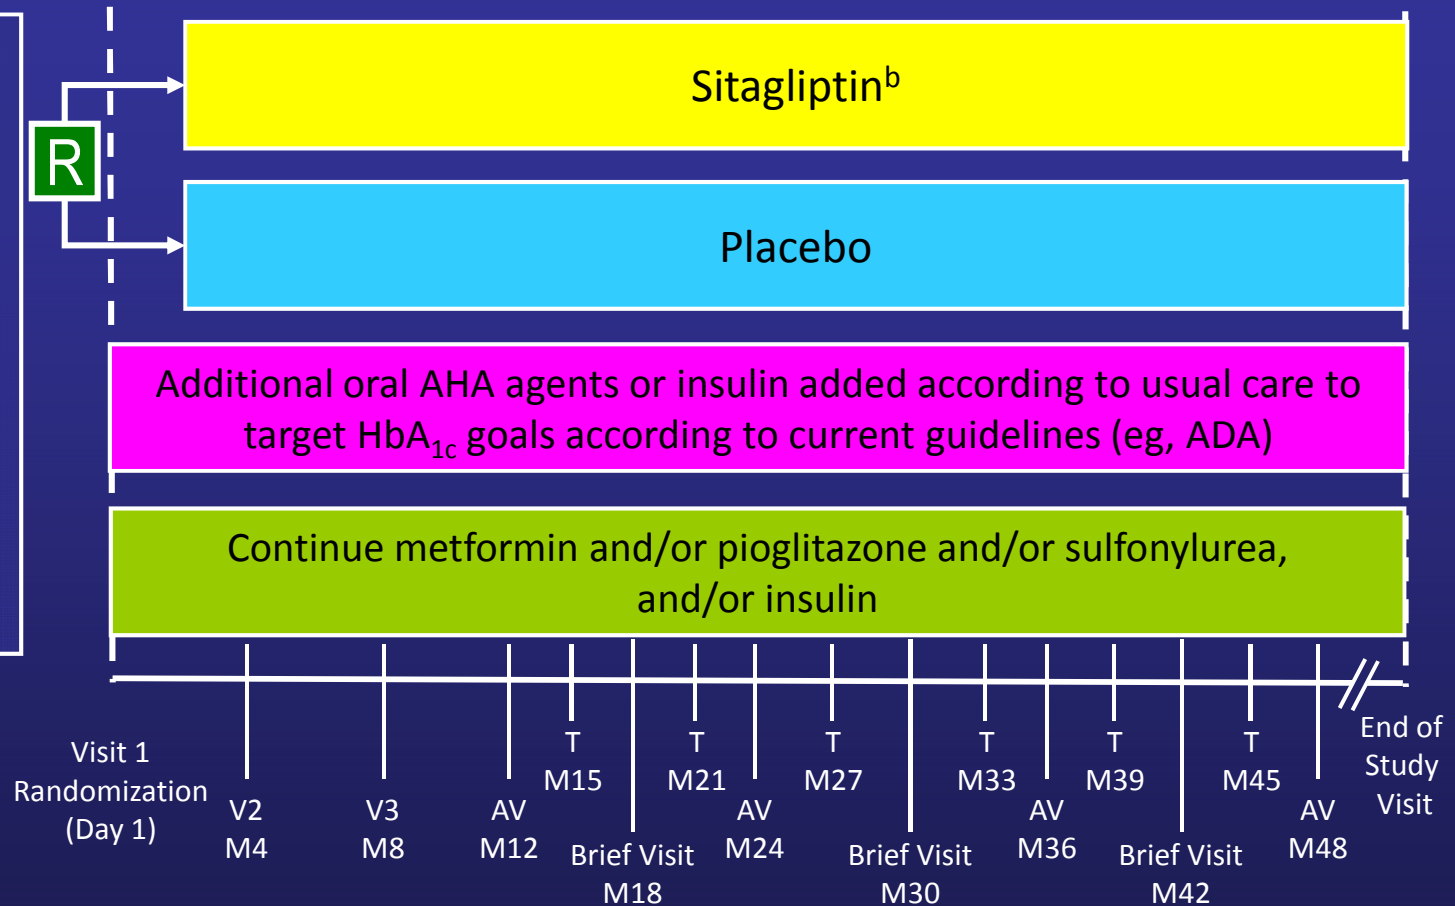 Sitagliptinᵇ
R
Placebo
Additional oral AHA agents or insulin added according to usual care to
target HbA₁c goals according to current guidelines (eg, ADA)
Continue metformin and/or pioglitazone and/or sulfonylurea,
and/or insulin
Visit 1
Randomization
(Day 1)
V2
M4
V3
M8
AV
M12
T
M15
Brief Visit
M18
T
M21
AV
M24
T
M27
Brief Visit
M30
T
M33
AV
M36
T
M39
Brief Visit
M42
T
M45
AV
M48
End of
Study
Visit